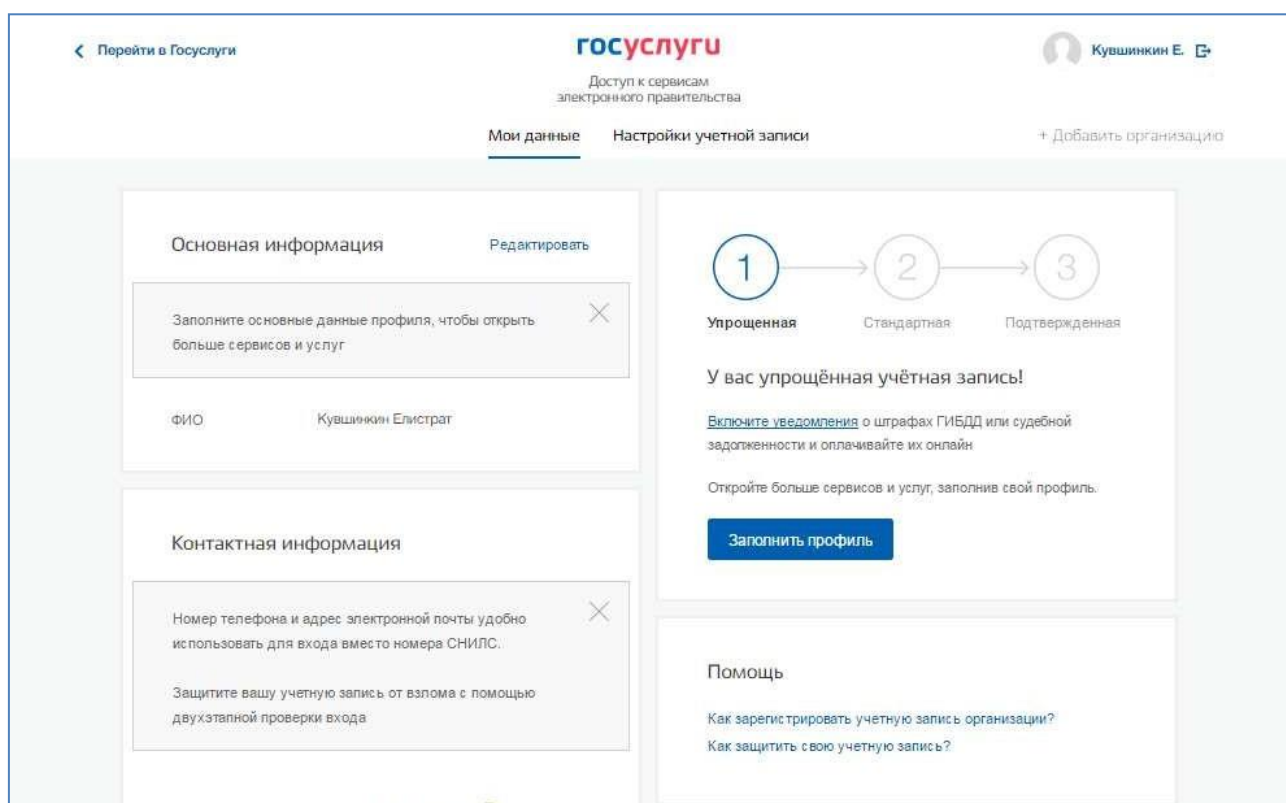 Перейти в Госуслуги
госуслуги
Кувшинкин Е.
Доступ к сервисам
электронного правительства
Мои данные
Настройки учетной записи
+ Добавить организацию
Основная информация
Редактировать
Заполните основные данные профиля, чтобы открыть
больше сервисов и услуг
ФИО
Кувшинкин Елистрат
Контактная информация
Номер телефона и адрес электронной почты удобно
использовать для входа вместо номера СНИЛС.
Защитите вашу учетную запись от взлома с помощью
двухэтапной проверки входа
1
2
3
Упрощенная
Стандартная
Подтвержденная
У вас упрощённая учётная запись!
Включите уведомления о штрафах ГИБДД или судебной
задолженности и оплачивайте их онлайн
Откройте больше сервисов и услуг, заполнив свой профиль.
Заполнить профиль
Помощь
Как зарегистрировать учетную запись организации?
Как защитить свою учетную запись?